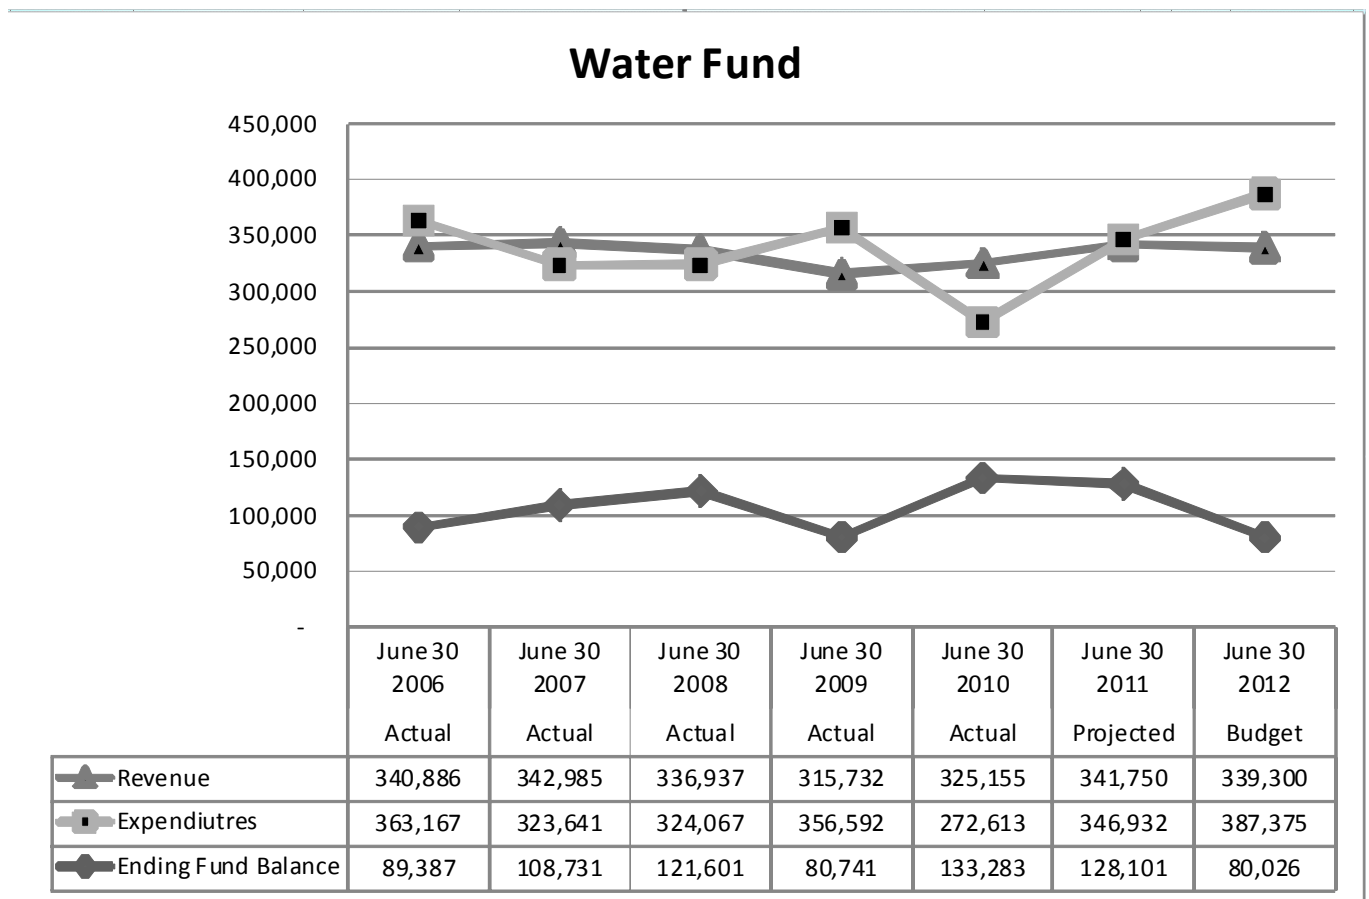 Water Fund
450,000
400,000
350,000
300,000
250,000
200,000
150,000
100,000
50,000
-
June 30 June 30 June 30 June 30 June 30 June 30 June 30
2006 2007 2008 2009 2010 2011 2012
Actual Actual Actual Actual Actual Projected Budget
Revenue 340,886 342,985 336,937 315,732 325,155 341,750 339,300
Expendiutres 363,167 323,641 324,067 356,592 272,613 346,932 387,375
Ending Fund Balance 89,387 108,731 121,601 80,741 133,283 128,101 80,026